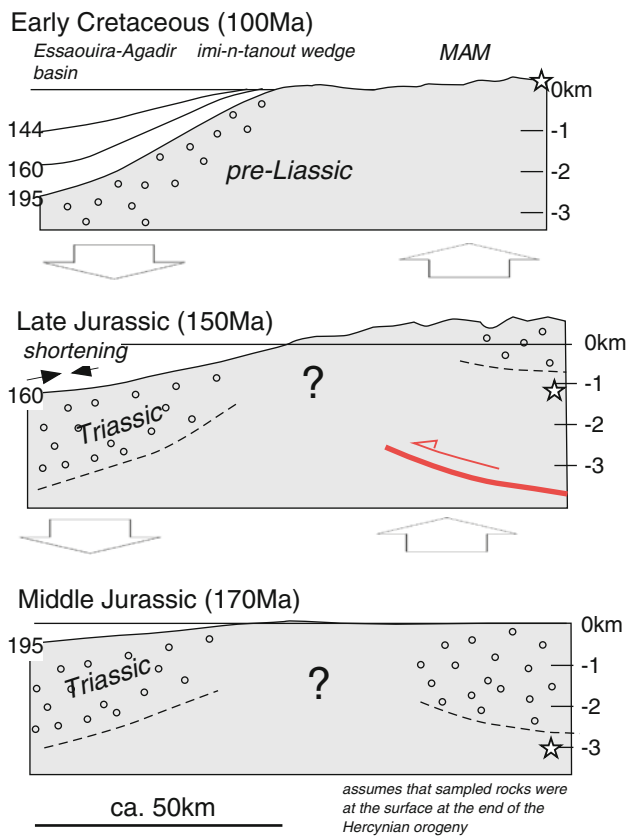 Early Cretaceous (100Ma)
Essaouira-Agadir basin
imi-n-tanout wedge
MAM
0km
144
-1
160
pre-Liassic
-2
195
-3
Late Jurassic (150Ma)
shortening
0km
?
160
-1
Triassic
-2
-3
Middle Jurassic (170Ma)
0km
195
Triassic
?
-1
-2
-3
ca. 50km
assumes that sampled rocks were
at the surface at the end of the
Hercynian orogeny